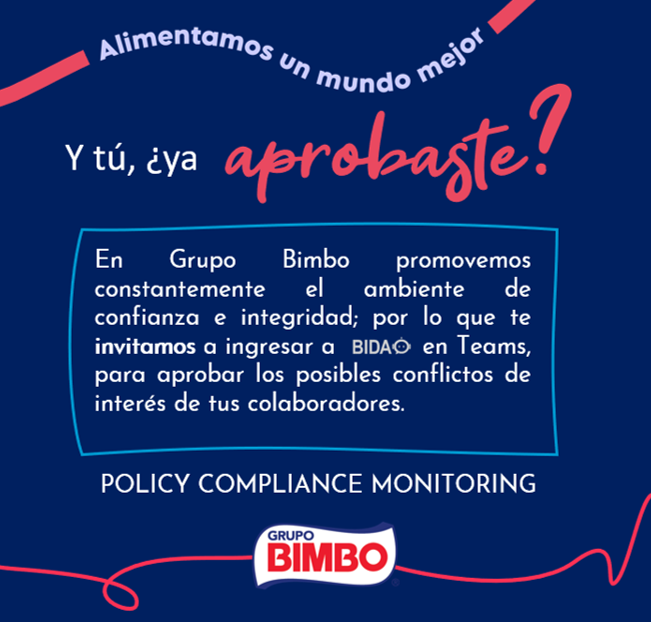 Alimentamos un mundo mejor
Y tú, ¿ya aprobaste?
En Grupo Bimbo promovemos
constantemente el ambiente de
confianza e integridad; por lo que te
invitamos a ingresar a BIDA en Teams,
para aprobar los posibles conflictos de
interés de tus colaboradores.
POLICY COMPLIANCE MONITORING
GRUPO
BIMBO
®